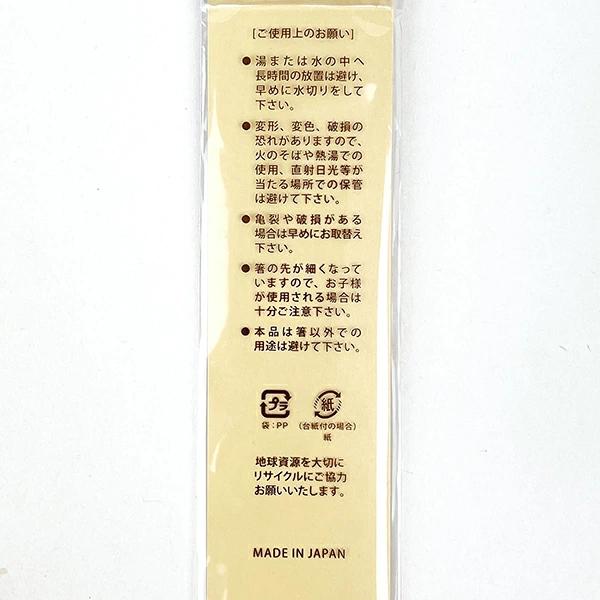 [ご使用上のお願い]
●湯または水の中へ
長時間の放置は避け、
早めに水切りをして
下さい。
●変形、変色、破損の
恐れがありますので、
火のそばや熱湯での
使用、直射日光等が
当たる場所での保管
は避けて下さい。
●亀裂や破損がある
場合は早めにお取替え
下さい。
●箸の先が細くなって
いますので、お子様
が使用される場合は
十分ご注意下さい。
●本品は箸以外での
用途は避けて下さい。
プラ
紙
袋:PP
(台紙付の場合)
紙
地球資源を大切に
リサイクルにご協力
お願いいたします。
MADE IN JAPAN